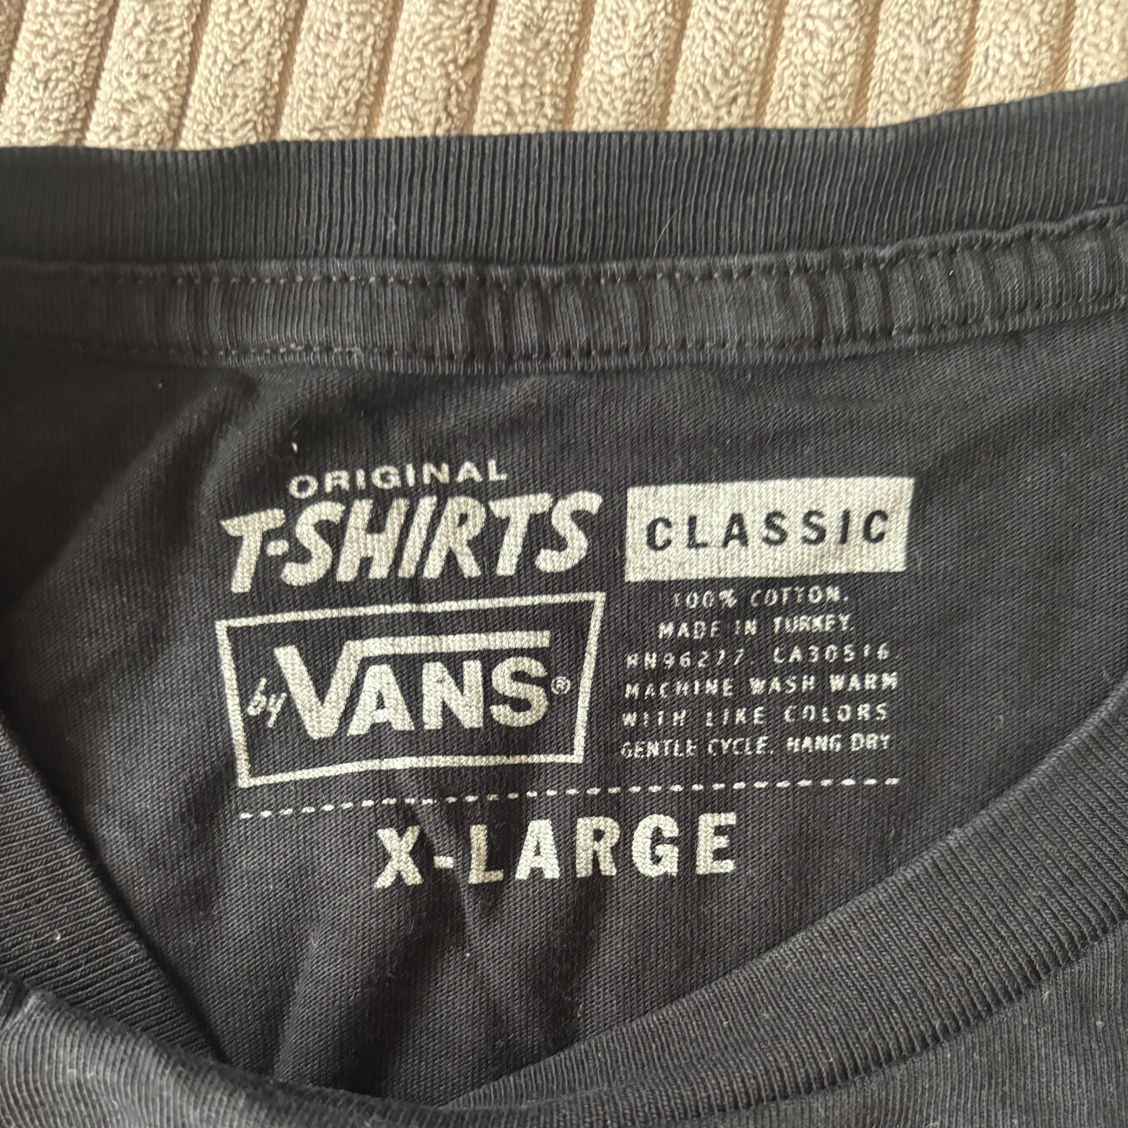 ORIGINAL
T-SHIRTS
by VANS®
CLASSIC
100% COTTON.
MADE IN TURKEY.
RN96277. CA30516.
MACHINE WASH WARM
WITH LIKE COLORS
GENTLE CYCLE. HANG DRY.
X-LARGE